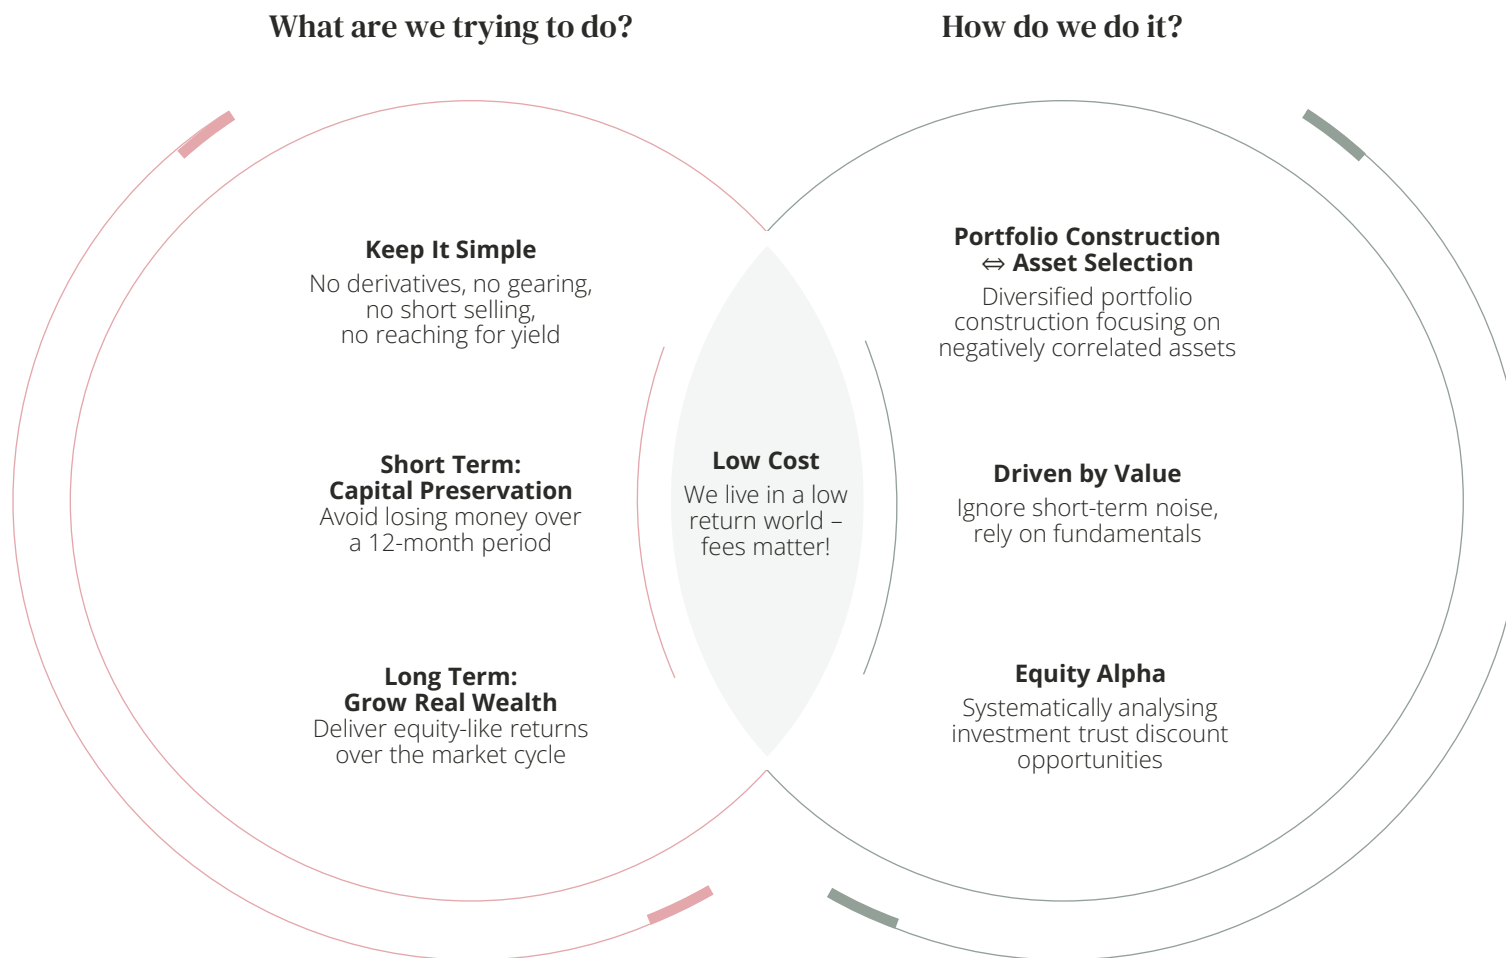 What are we trying to do?
How do we do it?
Keep It Simple
No derivatives, no gearing,
no short selling,
no reaching for yield
Short Term:
Capital Preservation
Avoid losing money over
a 12-month period
Long Term:
Grow Real Wealth
Deliver equity-like returns
over the market cycle
Low Cost
We live in a low
return world –
fees matter!
Portfolio Construction
⇔ Asset Selection
Diversified portfolio
construction focusing on
negatively correlated assets
Driven by Value
Ignore short-term noise,
rely on fundamentals
Equity Alpha
Systematically analysing
investment trust discount
opportunities